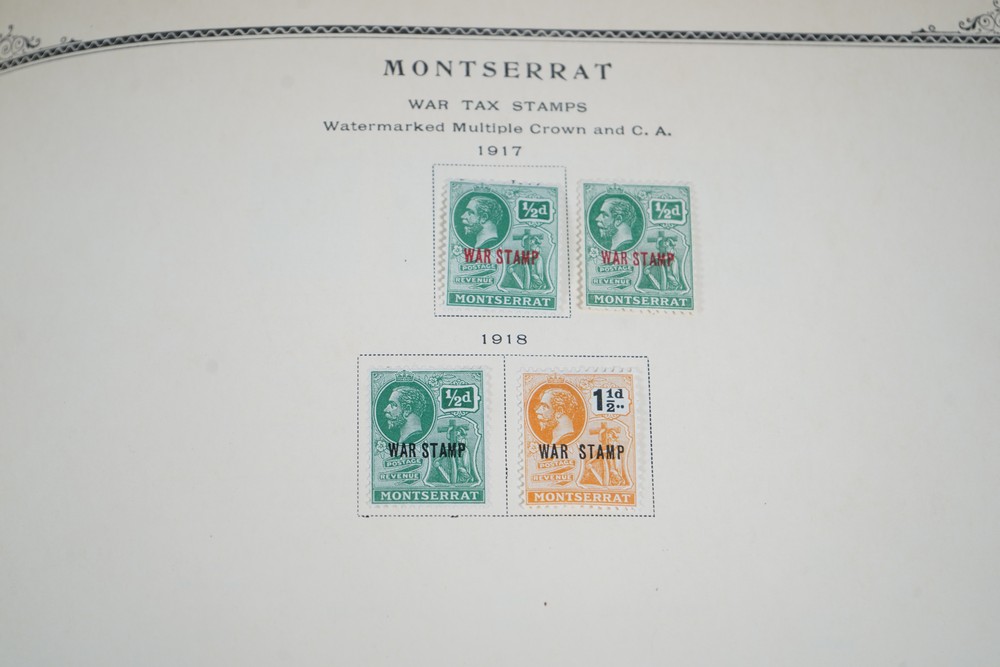 MONTSERRAT
WAR TAX STAMPS
Watermarked Multiple Crown and C. A.
1917
½d
WAR STAMP
POSTAGE
REVENUE
MONTSERRAT
½d
WAR STAMP
POSTAGE
REVENUE
MONTSERRAT
1918
½d
WAR STAMP
POSTAGE
REVENUE
MONTSERRAT
1½d
WAR STAMP
POSTAGE
REVENUE
MONTSERRAT